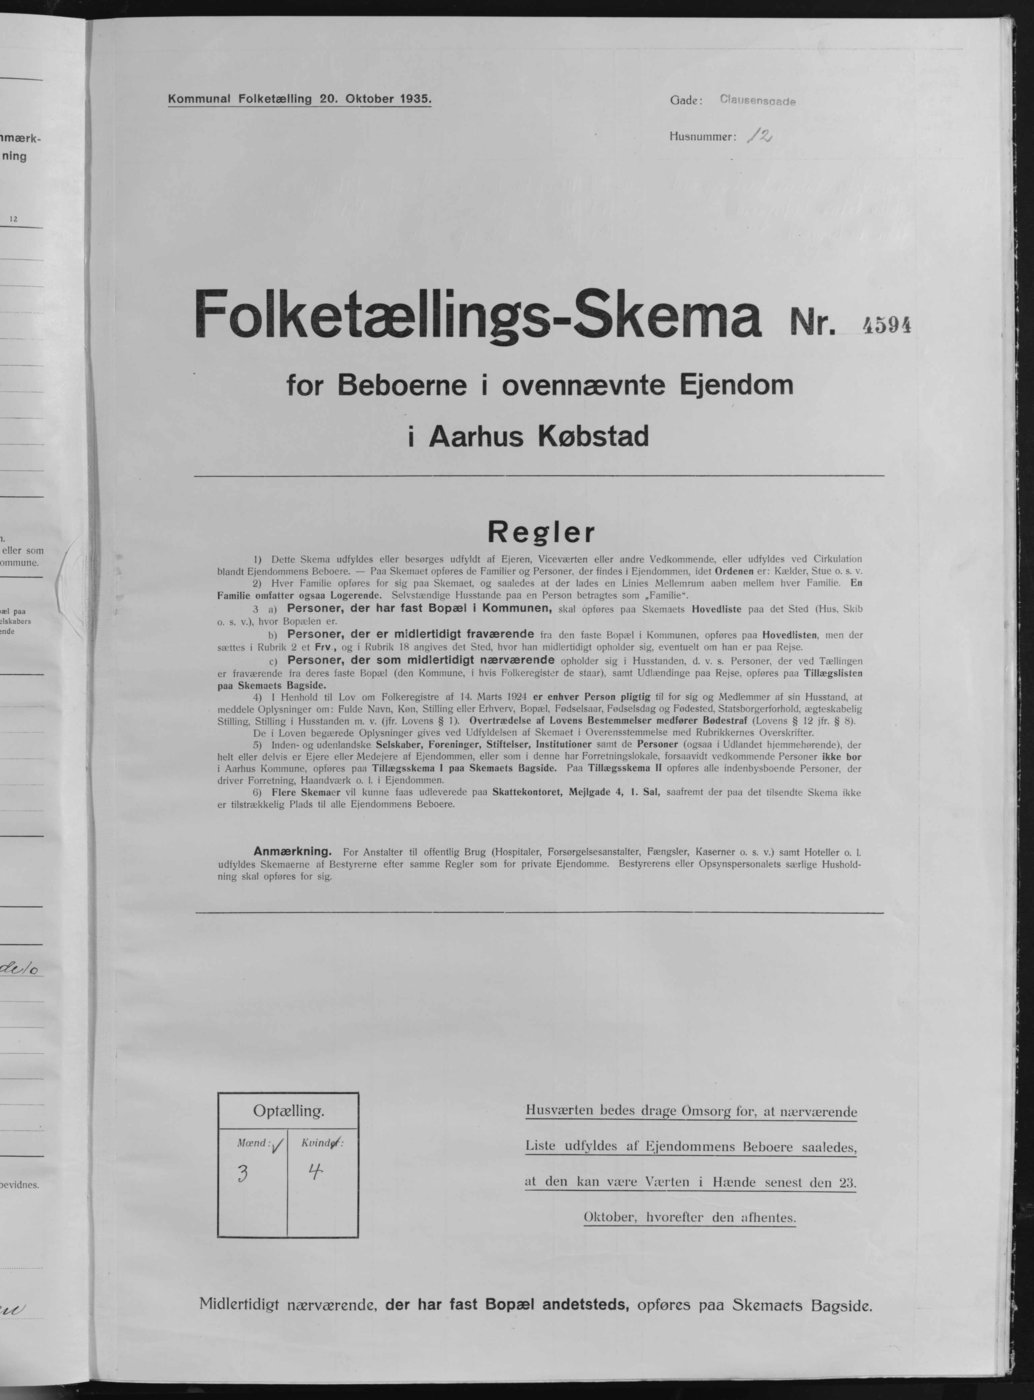 Kommunal Folketælling 20. Oktober 1935.
Gade: Clausensgade
Husnummer: 12
Folketællings-Skema Nr. 4594
for Beboerne i ovennævnte Ejendom
i Aarhus Købstad
Regler
1) Dette Skema udfyldes eller besørges udfyldt af Ejeren, Viceværten eller andre Vedkommende, eller udfyldes ved Cirkulation
blandt Ejendommens Beboere. — Paa Skemaet opføres de Familier og Personer, der findes i Ejendommen, idet Ordenen er: Kælder, Stue o. s. v.
2) Hver Familie opføres for sig paa Skemaet, og saaledes at der lades en Linies Mellemrum aaben mellem hver Familie. En
Familie omfatter ogsaa Logerende. Selvstændige Husstande paa en Person betragtes som „Familie“.
3 a) Personer, der har fast Bopæl i Kommunen, skal opføres paa Skemaets Hovedliste paa det Sted (Hus, Skib
o. s. v.), hvor Bopælen er.
b) Personer, der er midlertidigt fraværende fra den faste Bopæl i Kommunen, opføres paa Hovedlisten, men der
sættes i Rubrik 2 et Frv., og i Rubrik 18 angives det Sted, hvor han midlertidigt opholder sig, eventuelt om han er paa Rejse.
c) Personer, der som midlertidigt nærværende opholder sig i Husstanden, d. v. s. Personer, der ved Tællingen
er fraværende fra deres faste Bopæl (den Kommune, i hvis Folkeregister de staar), samt Udlændinge paa Rejse, opføres paa Tillægslisten
paa Skemaets Bagside.
4) I Henhold til Lov om Folkeregistre af 14. Marts 1924 er enhver Person pligtig til for sig og Medlemmer af sin Husstand, at
meddele Oplysninger om: Fulde Navn, Køn, Stilling eller Erhverv, Bopæl, Fødselsaar, Fødselsdag og Fødested, Statsborgerforhold, ægteskabelig
Stilling, Stilling i Husstanden m. v. (jfr. Lovens § 1). Overtrædelse af Lovens Bestemmelser medfører Bødestraf (Lovens § 12 jfr. § 8).
De i Loven begærede Oplysninger gives ved Udfyldelsen af Skemaet i Overensstemmelse med Rubrikkernes Overskrifter.
5) Inden- og udenlandske Selskaber, Foreninger, Stiftelser, Institutioner samt de Personer (ogsaa i Udlandet hjemmehørende), der
helt eller delvis er Ejere eller Medejere af Ejendommen, eller som i denne har Forretningslokale, forsaavidt vedkommende Personer ikke bor
i Aarhus Kommune, opføres paa Tillægsskema I paa Skemaets Bagside. Paa Tillægsskema II opføres alle indenbysboende Personer, der
driver Forretning, Haandværk o. l. i Ejendommen.
6) Flere Skemaer vil kunne faas udleverede paa Skattekontoret, Mejlgade 4, 1. Sal, saafremt der paa det tilsendte Skema ikke
er tilstrækkelig Plads til alle Ejendommens Beboere.
Anmærkning. For Anstalter til offentlig Brug (Hospitaler, Forsørgelsesanstalter, Fængsler, Kaserner o. s. v.) samt Hoteller o. l.
udfyldes Skemaerne af Bestyrerne efter samme Regler som for private Ejendomme. Bestyrerens eller Opsynspersonalets særlige Hushold-
ning skal opføres for sig.
Optælling.
Mænd: Kvinder:
3 4
Husværten bedes drage Omsorg for, at nærværende
Liste udfyldes af Ejendommens Beboere saaledes,
at den kan være Værten i Hænde senest den 23.
Oktober, hvorefter den afhentes.
Midlertidigt nærværende, der har fast Bopæl andetsteds, opføres paa Skemaets Bagside.